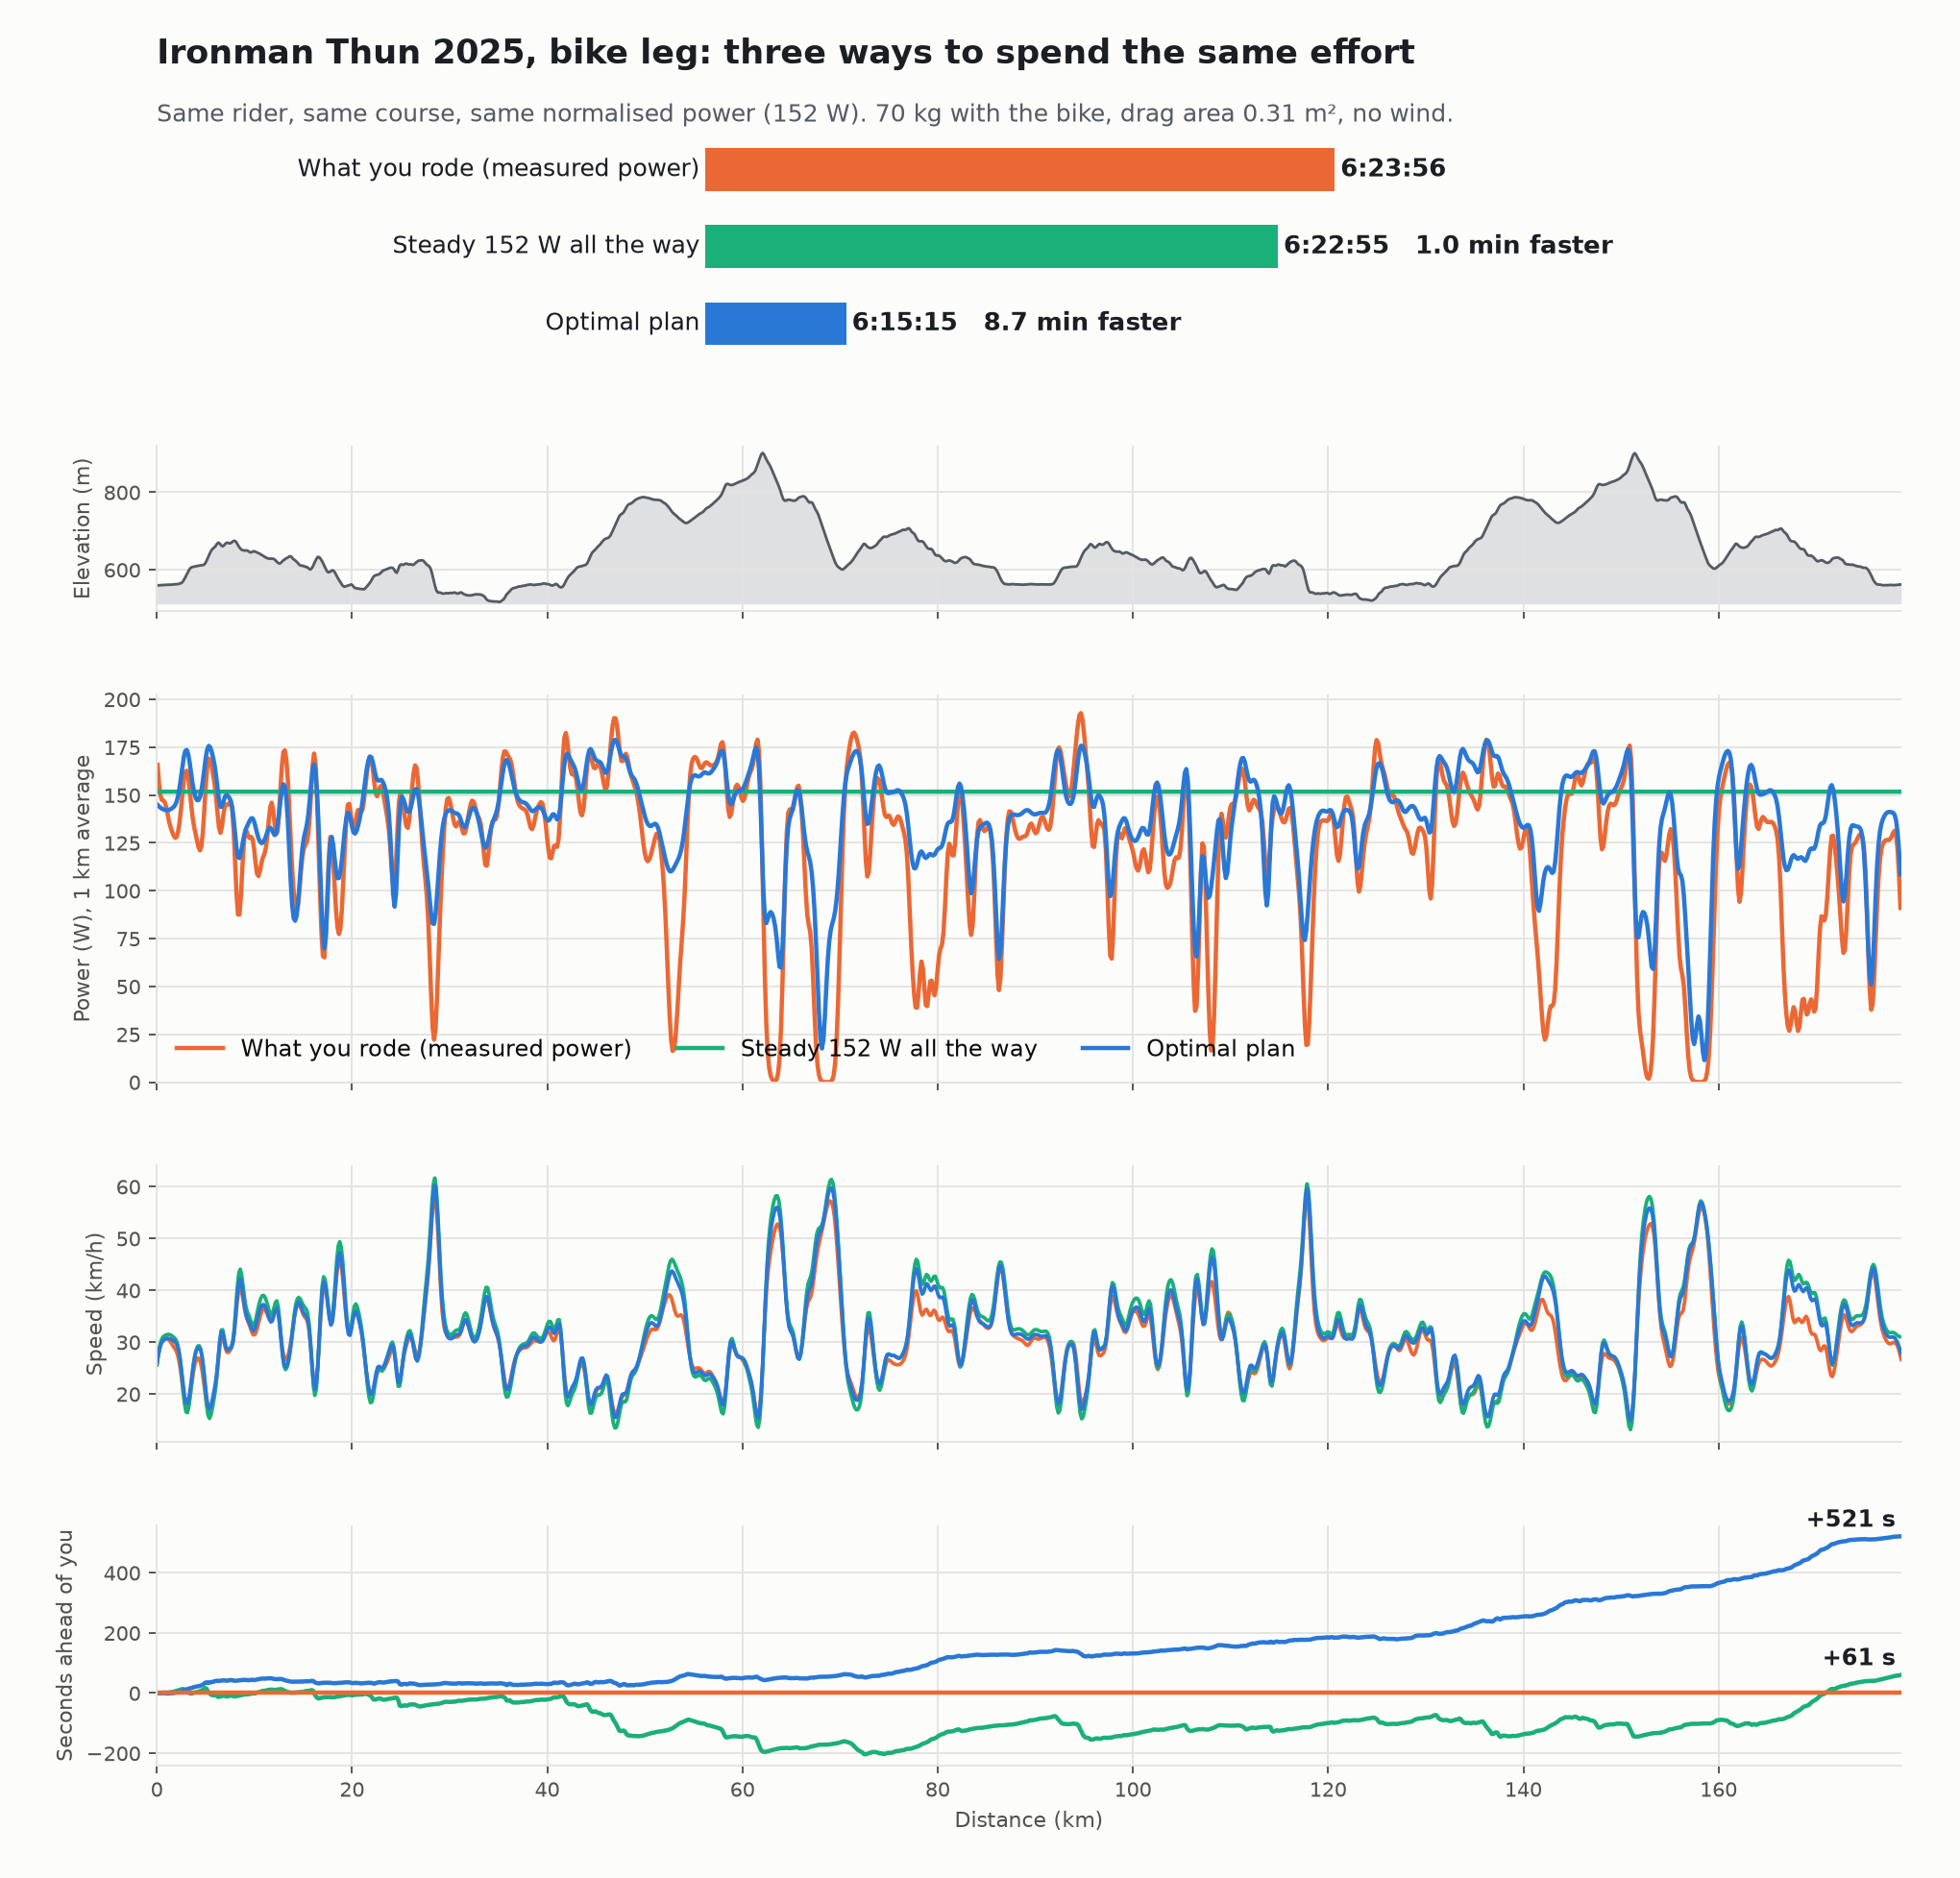 Ironman Thun 2025, bike leg: three ways to spend the same effort
Same rider, same course, same normalised power (152 W). 70 kg with the bike, drag area 0.31 m², no wind.
What you rode (measured power) 6:23:56
Steady 152 W all the way 6:22:55 1.0 min faster
Optimal plan 6:15:15 8.7 min faster
Elevation (m)
800
600
Power (W), 1 km average
200
175
150
125
100
75
50
25
0
What you rode (measured power) Steady 152 W all the way Optimal plan
Speed (km/h)
60
50
40
30
20
Seconds ahead of you
400
200
0
−200
+521 s
+61 s
0 20 40 60 80 100 120 140 160
Distance (km)